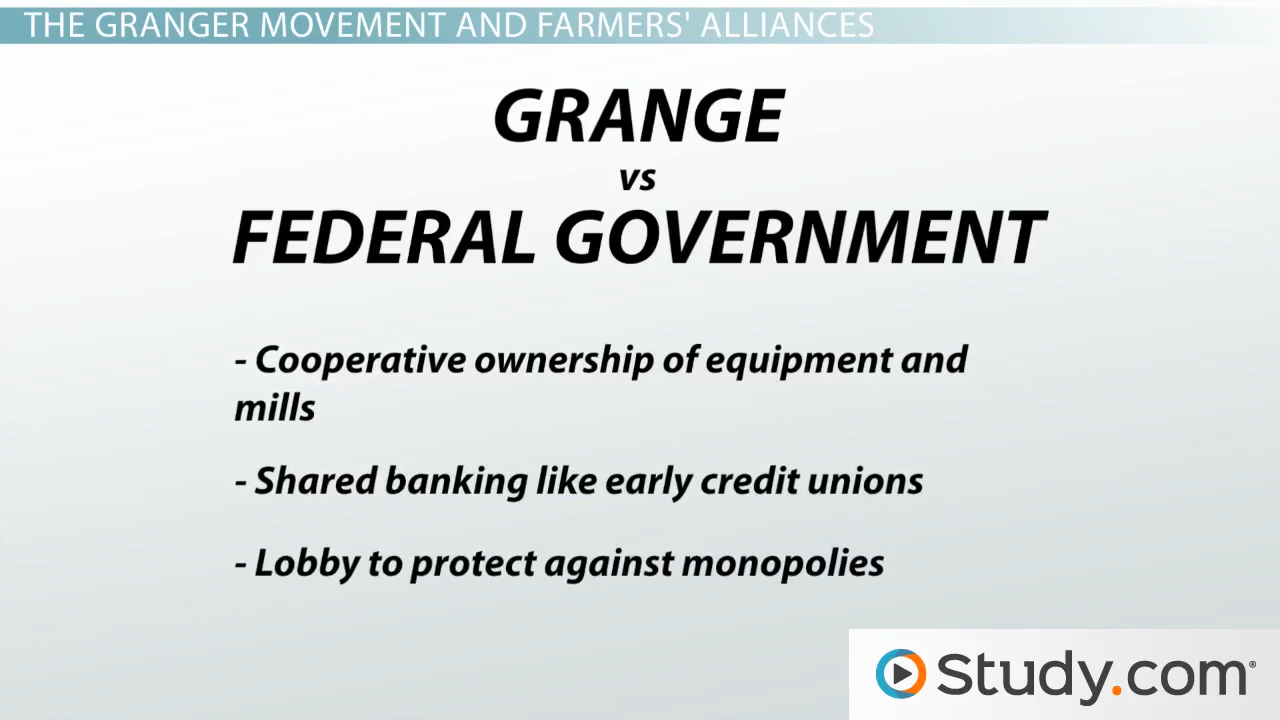 THE GRANGER MOVEMENT AND FARMERS' ALLIANCES
GRANGE
vs
FEDERAL GOVERNMENT
- Cooperative ownership of equipment and
mills
- Shared banking like early credit unions
- Lobby to protect against monopolies
Study.com®